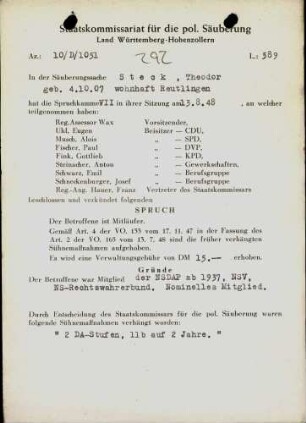 Staatskommissariat für die pol. Säuberung
Land Württemberg-Hohenzollern
Az.: 10/D/1051
292
L.: 389
In der Säuberungssache S t e c k , Theodor
geb. 4.10.07 wohnhaft Reutlingen
hat die Spruchkammer VII in ihrer Sitzung am 13.8.48 , an welcher
teilgenommen haben:
Reg.Assessor Wax Vorsitzender,
Ukl, Eugen Beisitzer — CDU,
Musch, Alois „ — SPD,
Fischer, Paul „ — DVP,
Fink, Gottlieb „ — KPD,
Steinacher, Anton „ — Gewerkschaften,
Schwarz, Emil „ — Berufsgruppe
Schneckenburger, Josef „ — Berufsgruppe
Reg.-Ang. Hauer, Franz Vertreter des Staatskommissars
beschlossen und verkündet folgenden
SPRUCH
Der Betroffene ist Mitläufer.
Gemäß Art. 4 der VO. 133 vom 17. 11. 47 in der Fassung des
Art. 2 der VO. 165 vom 13. 7. 48 sind die früher verhängten
Sühnemaßnahmen aufgehoben.
Es wird eine Verwaltungsgebühr von DM 15,— erhoben.
Gründe
Der Betroffene war Mitglied der NSDAP ab 1937, NSV,
NS-Rechtswahrerbund. Nominelles Mitglied.
Durch Entscheidung des Staatskommissars für die pol. Säuberung waren
folgende Sühnemaßnahmen verhängt worden:
" 2 DA-Stufen, 11b auf 2 Jahre. "